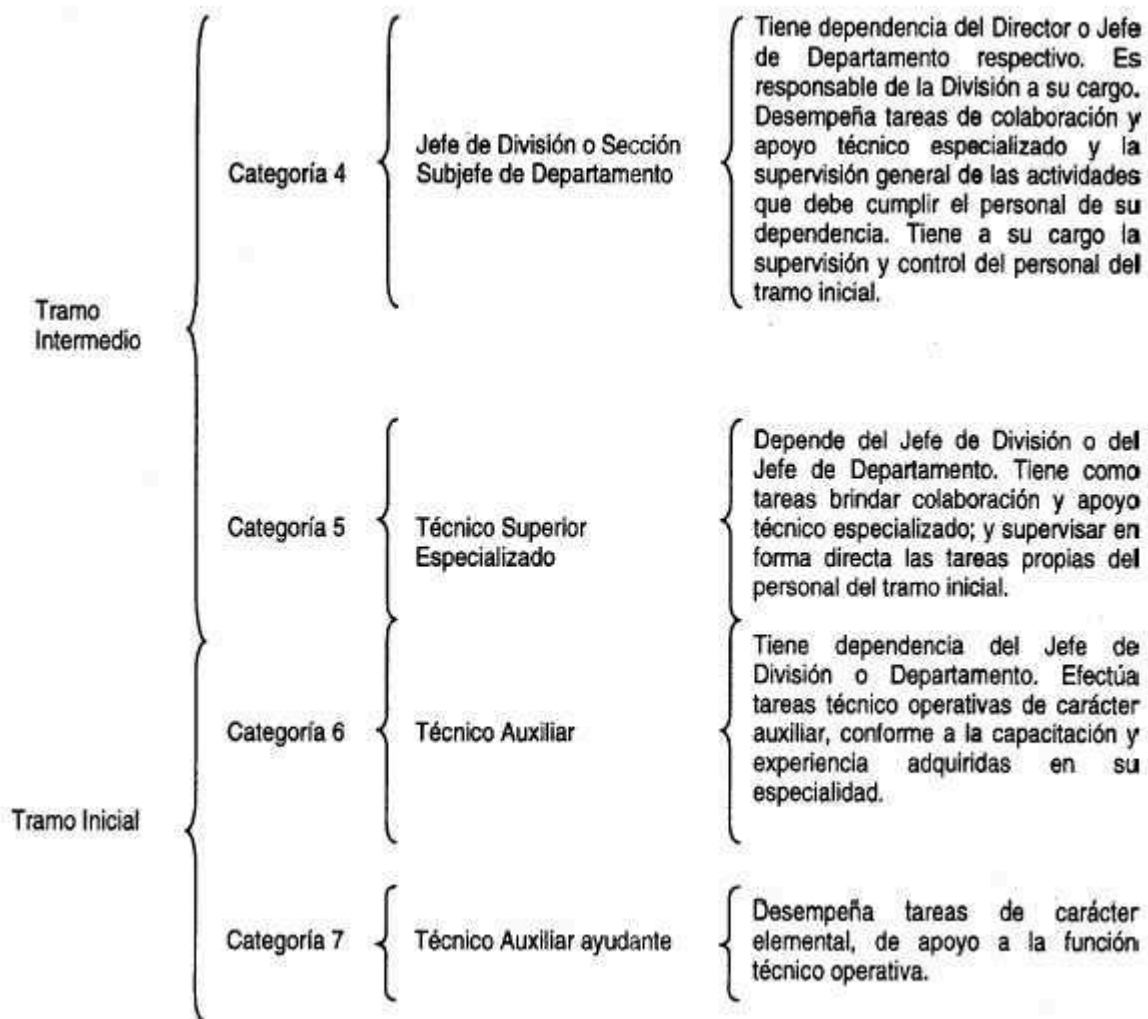 Tramo
Intermedio
Categoría 4
Jefe de División o Sección
Subjefe de Departamento
Tiene dependencia del Director o Jefe
de Departamento respectivo. Es
responsable de la División a su cargo.
Desempeña tareas de colaboración y
apoyo técnico especializado y la
supervisión general de las actividades
que debe cumplir el personal de su
dependencia. Tiene a su cargo la
supervisión y control del personal del
tramo inicial.
Categoría 5
Técnico Superior
Especializado
Depende del Jefe de División o del
Jefe de Departamento. Tiene como
tareas brindar colaboración y apoyo
técnico especializado; y supervisar en
forma directa las tareas propias del
personal del tramo inicial.
Tramo Inicial
Categoría 6
Técnico Auxiliar
Tiene dependencia del Jefe de
División o Departamento. Efectúa
tareas técnico operativas de carácter
auxiliar, conforme a la capacitación y
experiencia adquiridas en su
especialidad.
Categoría 7
Técnico Auxiliar ayudante
Desempeña tareas de carácter
elemental, de apoyo a la función
técnico operativa.